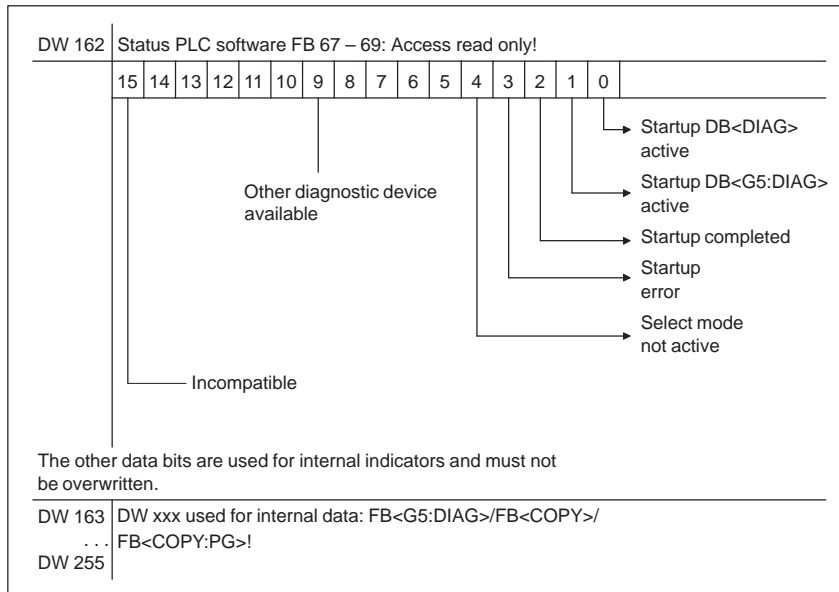 DW 162 Status PLC software FB 67 – 69: Access read only!
15 14 13 12 11 10 9 8 7 6 5 4 3 2 1 0
Startup DB<DIAG>
active
Other diagnostic device
available
Startup DB<G5:DIAG>
active
Startup completed
Startup
error
Select mode
not active
Incompatible
The other data bits are used for internal indicators and must not
be overwritten.
DW 163 DW xxx used for internal data: FB<G5:DIAG>/FB<COPY>/
. . . FB<COPY:PG>!
DW 255